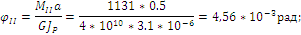 φ_II = M_II a / GJ_P = 1131 * 0.5 / 4 * 10^10 * 3.1 * 10^−6 = 4,56 * 10^−3 рад;